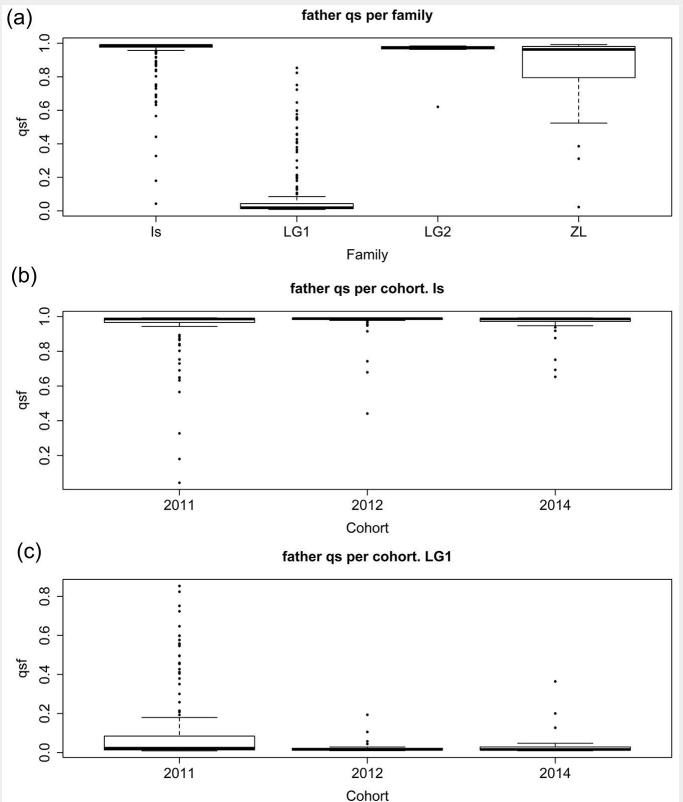 (a)
father qs per family
qsf
1.0
0.8
0.6
0.4
0.2
0.0
Is LG1 LG2 ZL
Family
(b)
father qs per cohort. Is
qsf
1.0
0.8
0.6
0.4
0.2
2011 2012 2014
Cohort
(c)
father qs per cohort. LG1
qsf
0.8
0.6
0.4
0.2
0.0
2011 2012 2014
Cohort